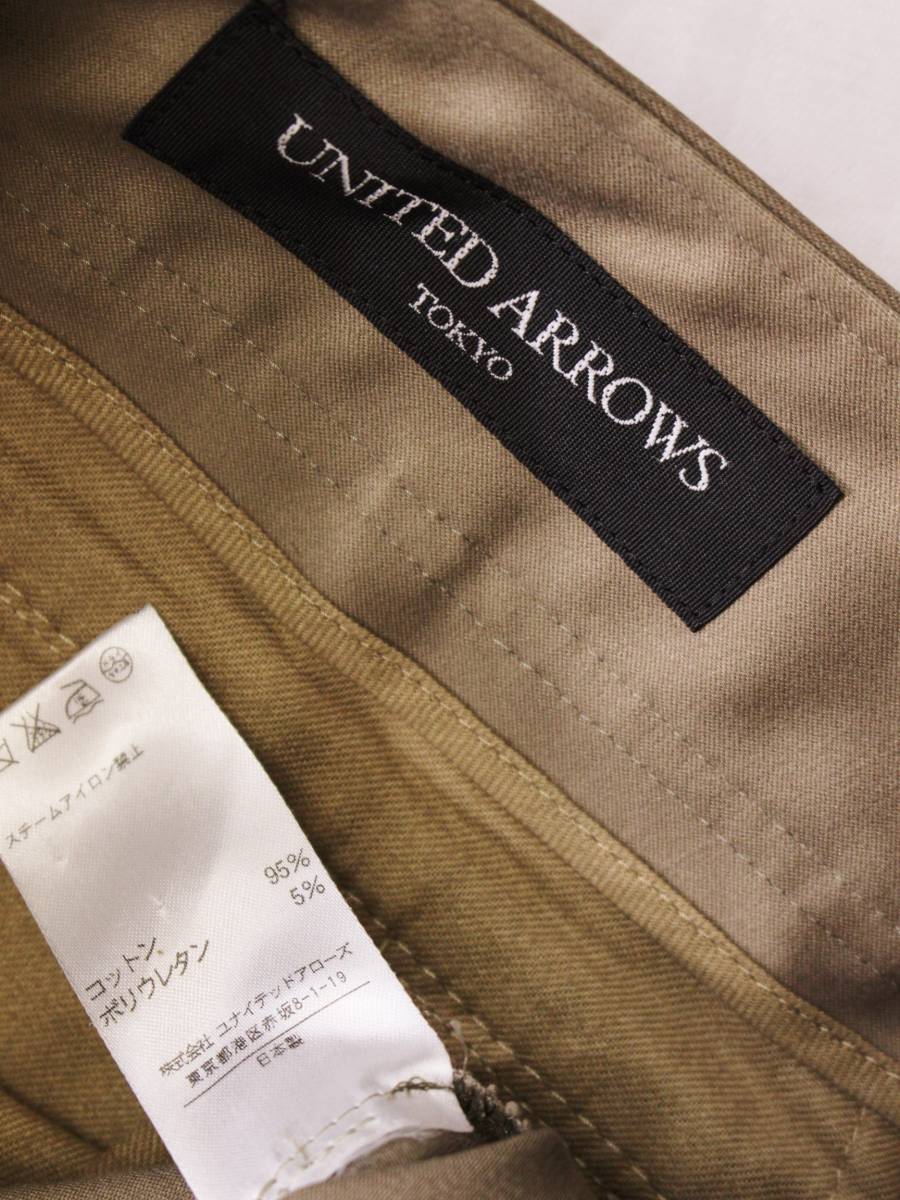 UNITED ARROWS
TOKYO
スチームアイロン禁止
95%
5%
コットン
ポリウレタン
株式会社 ユナイテッドアローズ
東京都港区赤坂8-1-19
日本製